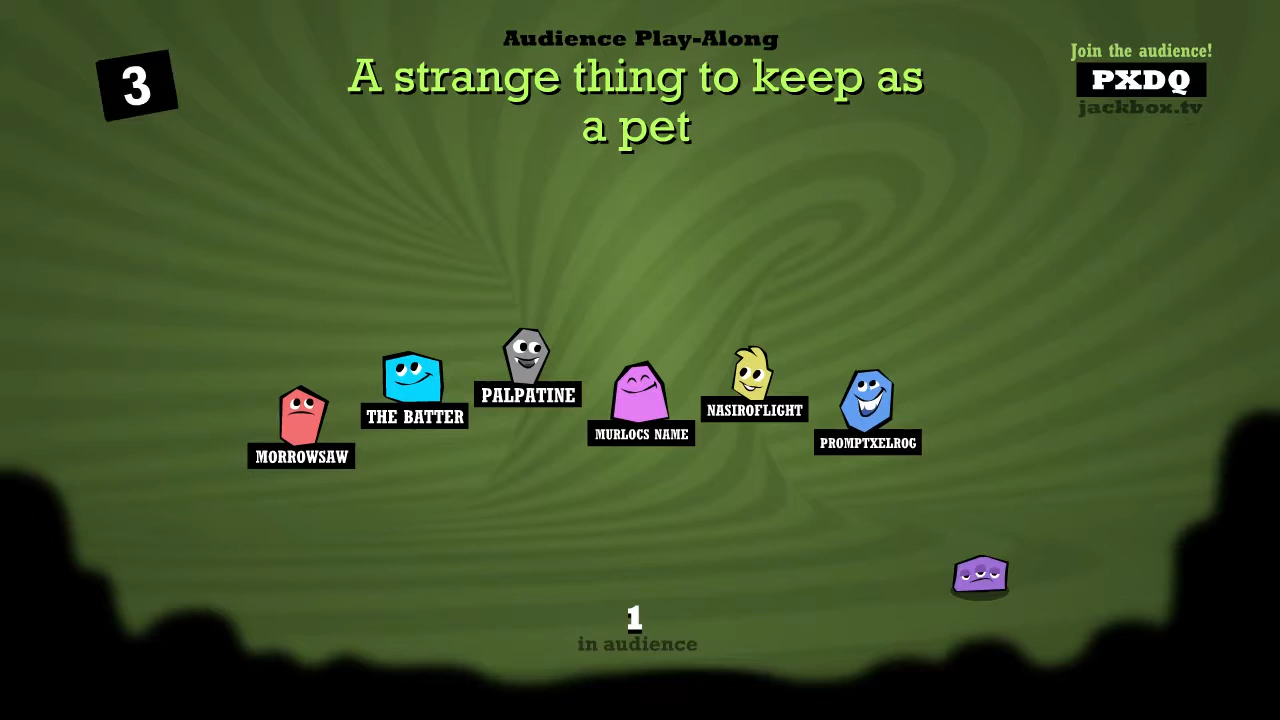 Audience Play-Along
A strange thing to keep as
a pet
3
Join the audience!
PXDQ
jackbox.tv
MORROWSAW
THE BATTER
PALPATINE
MURLOCS NAME
NASIROFLIGHT
PROMPTXELROG
1
in audience